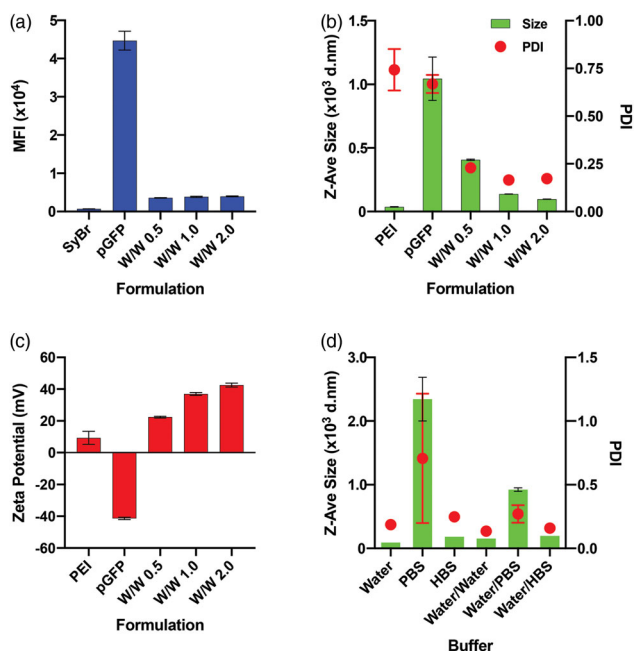 (a)
MFI (x10⁴)
5
4
3
2
1
0
SyBr
pGFP
W/W 0.5
W/W 1.0
W/W 2.0
Formulation
(b)
Z-Ave Size (x10³ d.nm)
1.5
1.0
0.5
0.0
Size
PDI
1.00
0.75
0.50
0.25
0.00
PDI
PEI
pGFP
W/W 0.5
W/W 1.0
W/W 2.0
Formulation
(c)
Zeta Potential (mV)
60
40
20
0
-20
-40
-60
PEI
pGFP
W/W 0.5
W/W 1.0
W/W 2.0
Formulation
(d)
Z-Ave Size (x10³ d.nm)
3.0
2.0
1.0
0.0
1.5
1.0
0.5
0.0
PDI
Water
PBS
HBS
Water/Water
Water/PBS
Water/HBS
Buffer